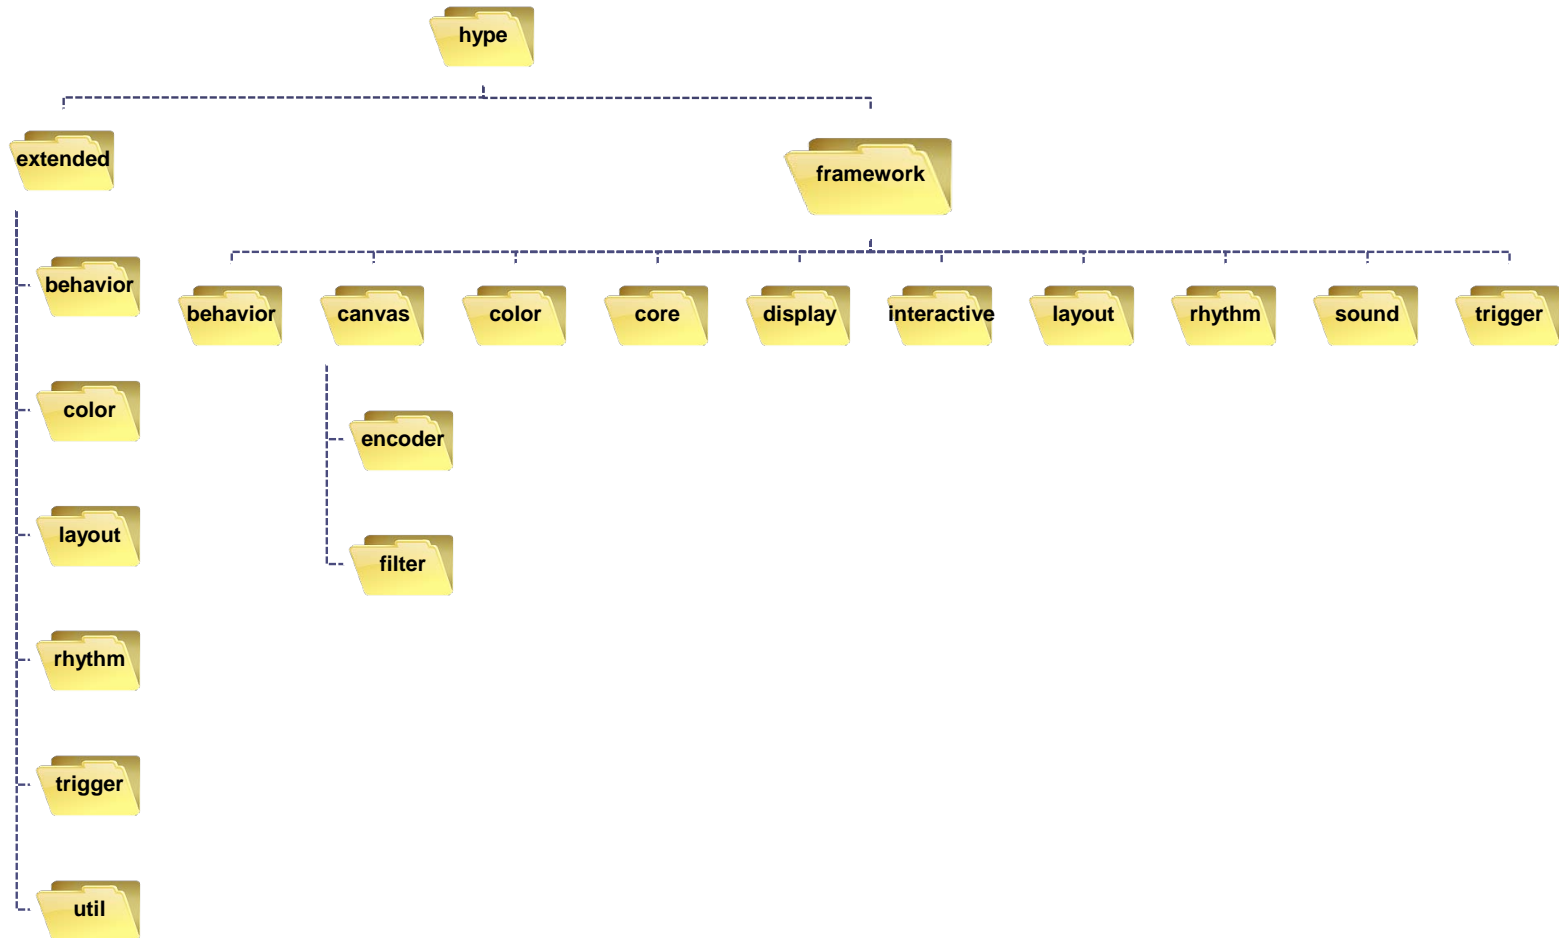 hype
extended
framework
behavior
behavior
canvas
color
core
display
interactive
layout
rhythm
sound
trigger
color
encoder
layout
filter
rhythm
trigger
util